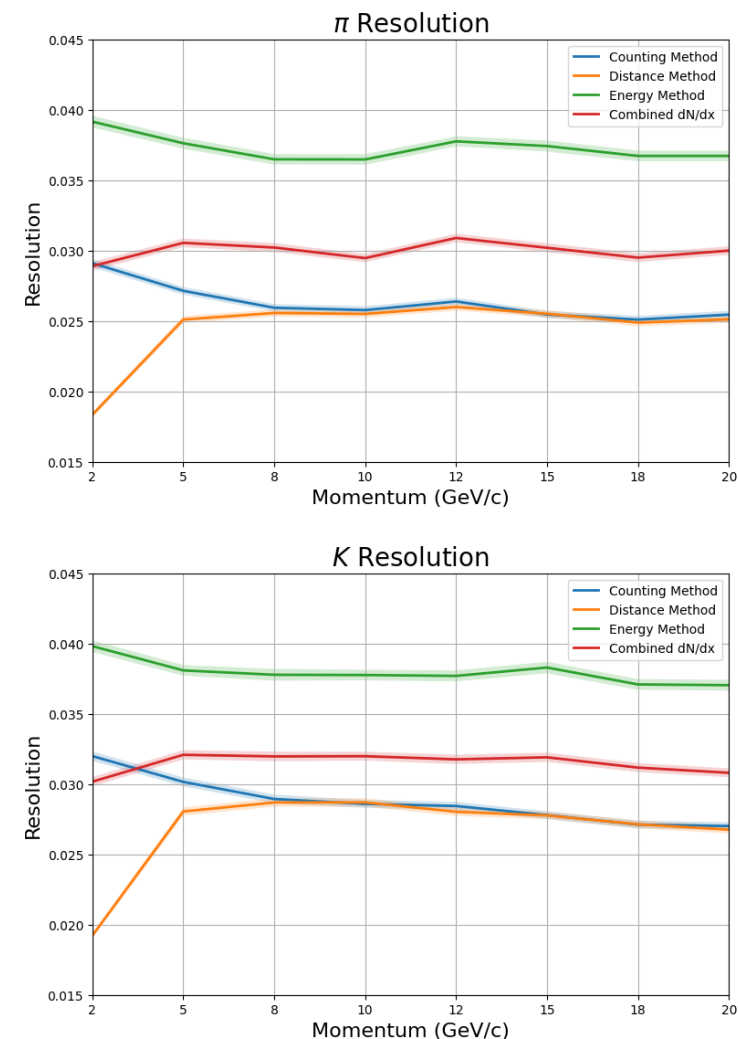 π Resolution
0.045
0.040
0.035
0.030
0.025
0.020
0.015
Resolution
Counting Method
Distance Method
Energy Method
Combined dN/dx
2 5 8 10 12 15 18 20
Momentum (GeV/c)
K Resolution
0.045
0.040
0.035
0.030
0.025
0.020
0.015
Resolution
Counting Method
Distance Method
Energy Method
Combined dN/dx
2 5 8 10 12 15 18 20
Momentum (GeV/c)